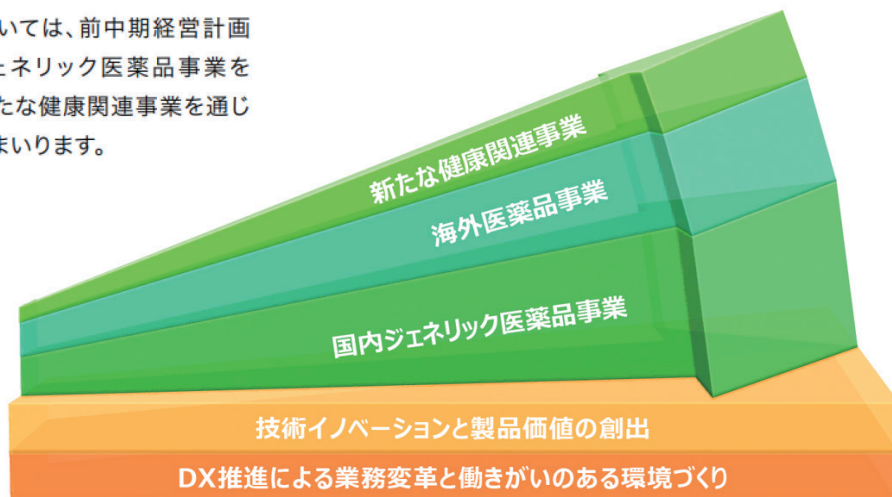 いては、前中期経営計画
ェネリック医薬品事業を
たな健康関連事業を通じ
まいります。
新たな健康関連事業
海外医薬品事業
国内ジェネリック医薬品事業
技術イノベーションと製品価値の創出
DX推進による業務変革と働きがいのある環境づくり